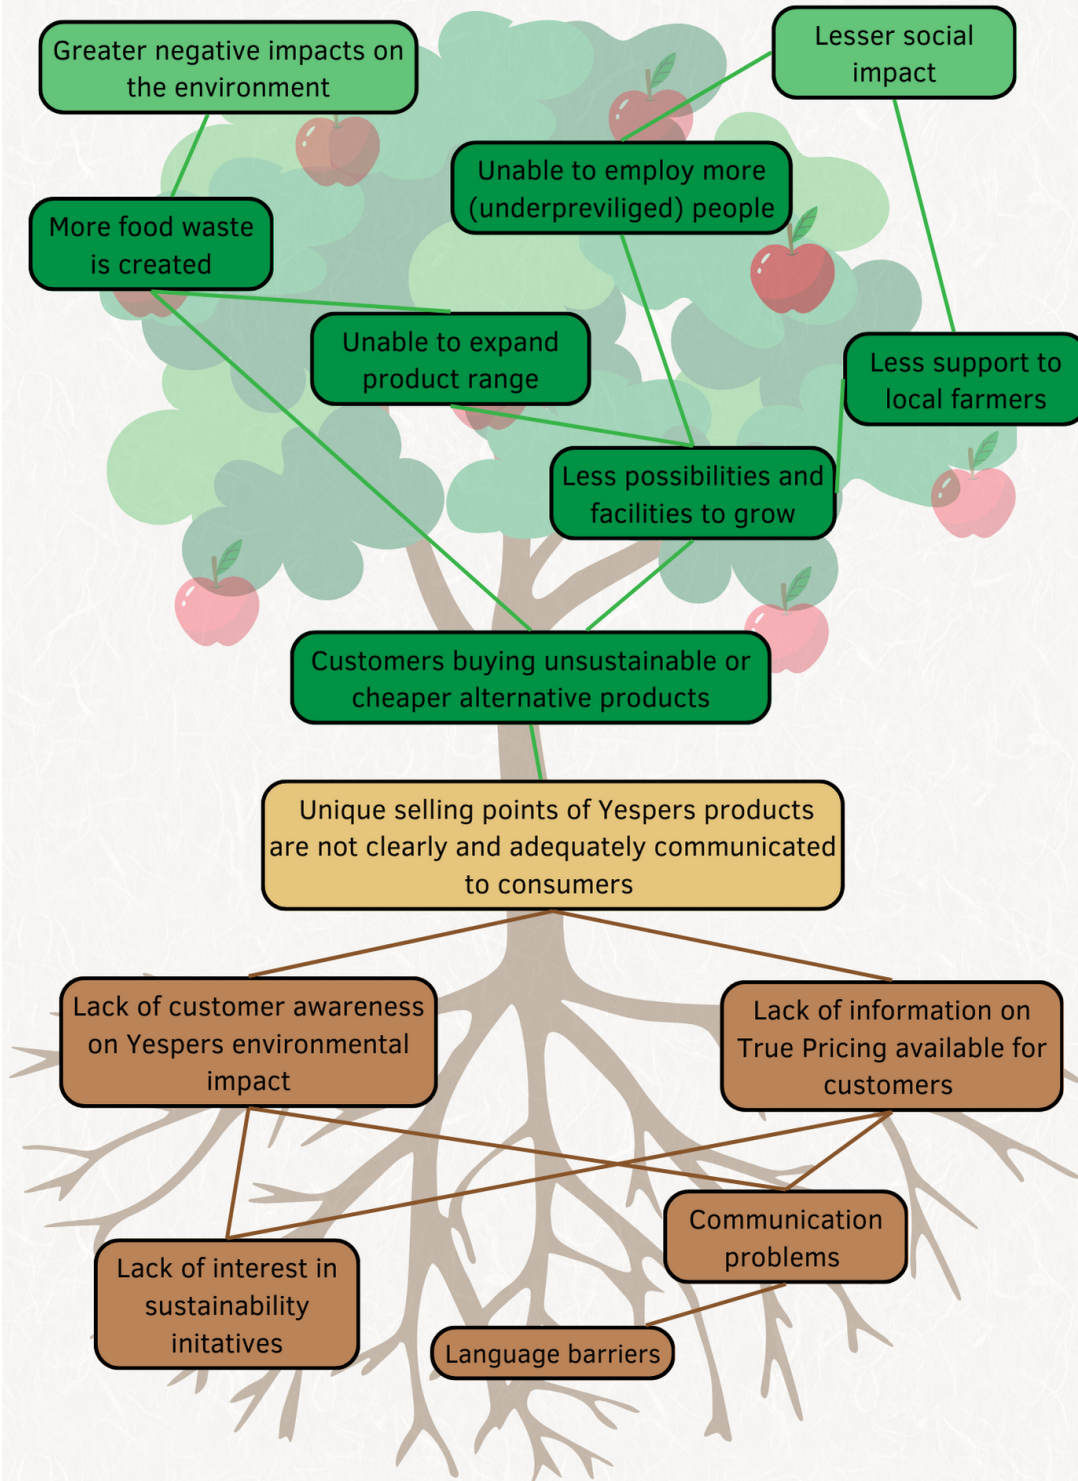 Greater negative impacts on
the environment
Lesser social
impact
Unable to employ more
(underpreviliged) people
More food waste
is created
Unable to expand
product range
Less support to
local farmers
Less possibilities and
facilities to grow
Customers buying unsustainable or
cheaper alternative products
Unique selling points of Yespers products
are not clearly and adequately communicated
to consumers
Lack of customer awareness
on Yespers environmental
impact
Lack of information on
True Pricing available for
customers
Communication
problems
Lack of interest in
sustainability
initatives
Language barriers